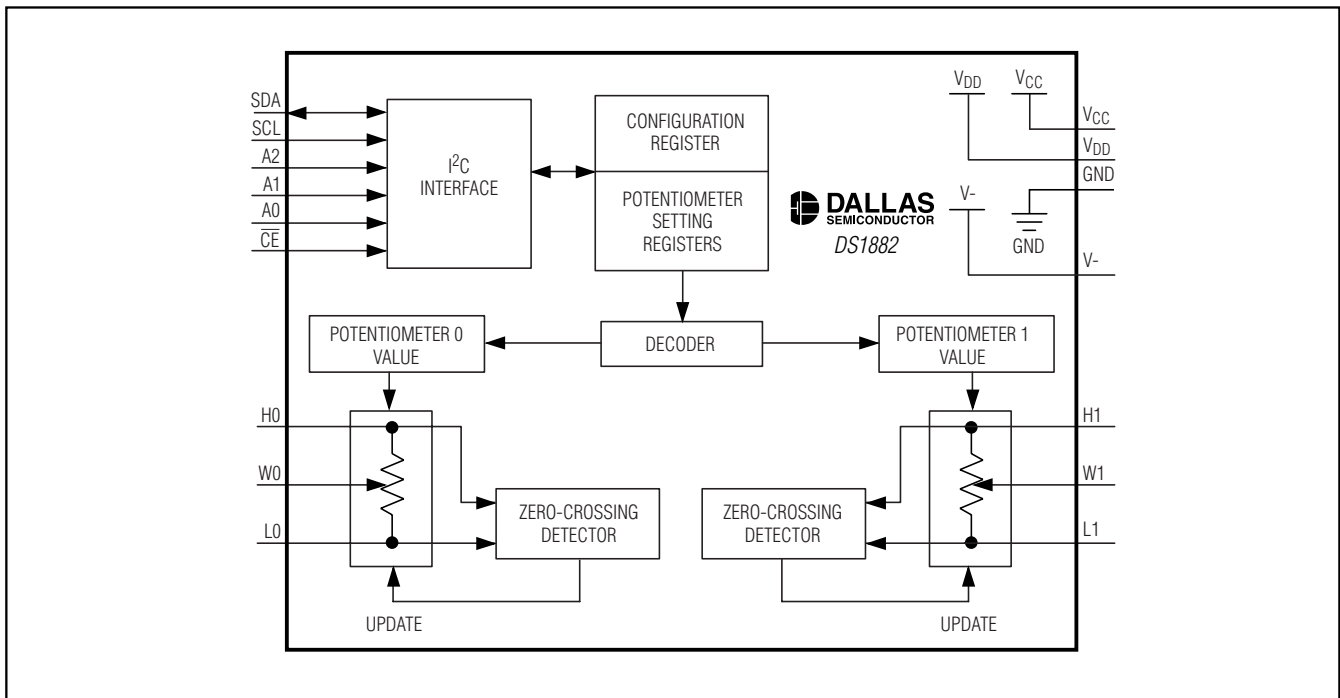 SDA
SCL
A2
A1
A0
CE
I²C
INTERFACE
CONFIGURATION
REGISTER
POTENTIOMETER
SETTING
REGISTERS
DALLAS
SEMICONDUCTOR
DS1882
VDD
VCC
VCC
VDD
GND
V-
GND
V-
POTENTIOMETER 0
VALUE
DECODER
POTENTIOMETER 1
VALUE
H0
W0
L0
ZERO-CROSSING
DETECTOR
UPDATE
ZERO-CROSSING
DETECTOR
UPDATE
H1
W1
L1